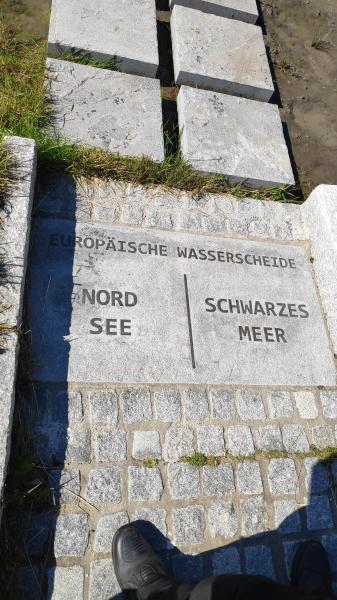 EUROPÄISCHE WASSERSCHEIDE
NORD
SEE
SCHWARZES
MEER